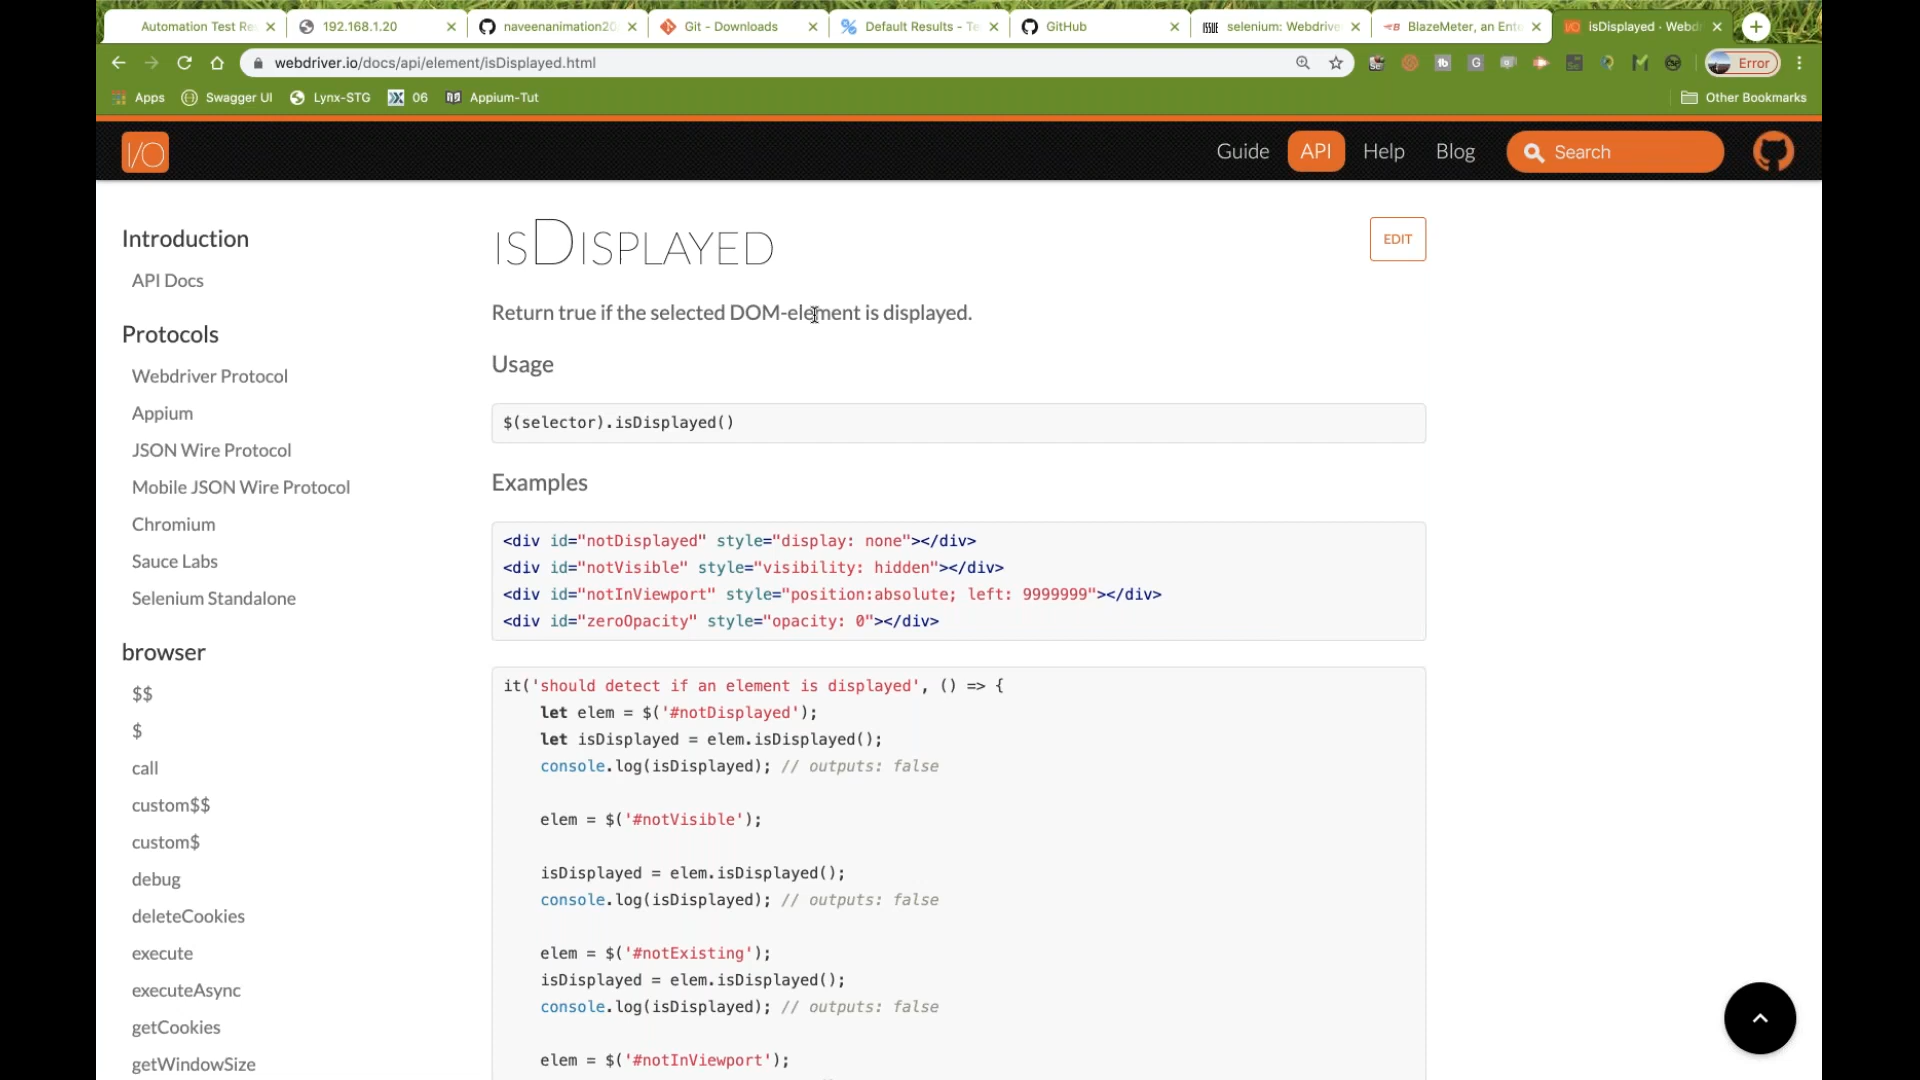 Automation Test Re
192.168.1.20
naveenanimation20
Git - Downloads
Default Results - Te
GitHub
selenium: Webdrive
BlazeMeter, an Ente
isDisplayed · Webd
webdriver.io/docs/api/element/isDisplayed.html
Error
Apps
Swagger UI
Lynx-STG
06
Appium-Tut
Other Bookmarks
I/O
Guide
API
Help
Blog
Search
Introduction
API Docs
Protocols
Webdriver Protocol
Appium
JSON Wire Protocol
Mobile JSON Wire Protocol
Chromium
Sauce Labs
Selenium Standalone
browser
$$
$
call
custom$$
custom$
debug
deleteCookies
execute
executeAsync
getCookies
getWindowSize
isDisplayed
EDIT
Return true if the selected DOM-element is displayed.
Usage
$(selector).isDisplayed()
Examples
<div id="notDisplayed" style="display: none"></div>
<div id="notVisible" style="visibility: hidden"></div>
<div id="notInViewport" style="position:absolute; left: 9999999"></div>
<div id="zeroOpacity" style="opacity: 0"></div>
it('should detect if an element is displayed', () => {
let elem = $('#notDisplayed');
let isDisplayed = elem.isDisplayed();
console.log(isDisplayed); // outputs: false
elem = $('#notVisible');
isDisplayed = elem.isDisplayed();
console.log(isDisplayed); // outputs: false
elem = $('#notExisting');
isDisplayed = elem.isDisplayed();
console.log(isDisplayed); // outputs: false
elem = $('#notInViewport');